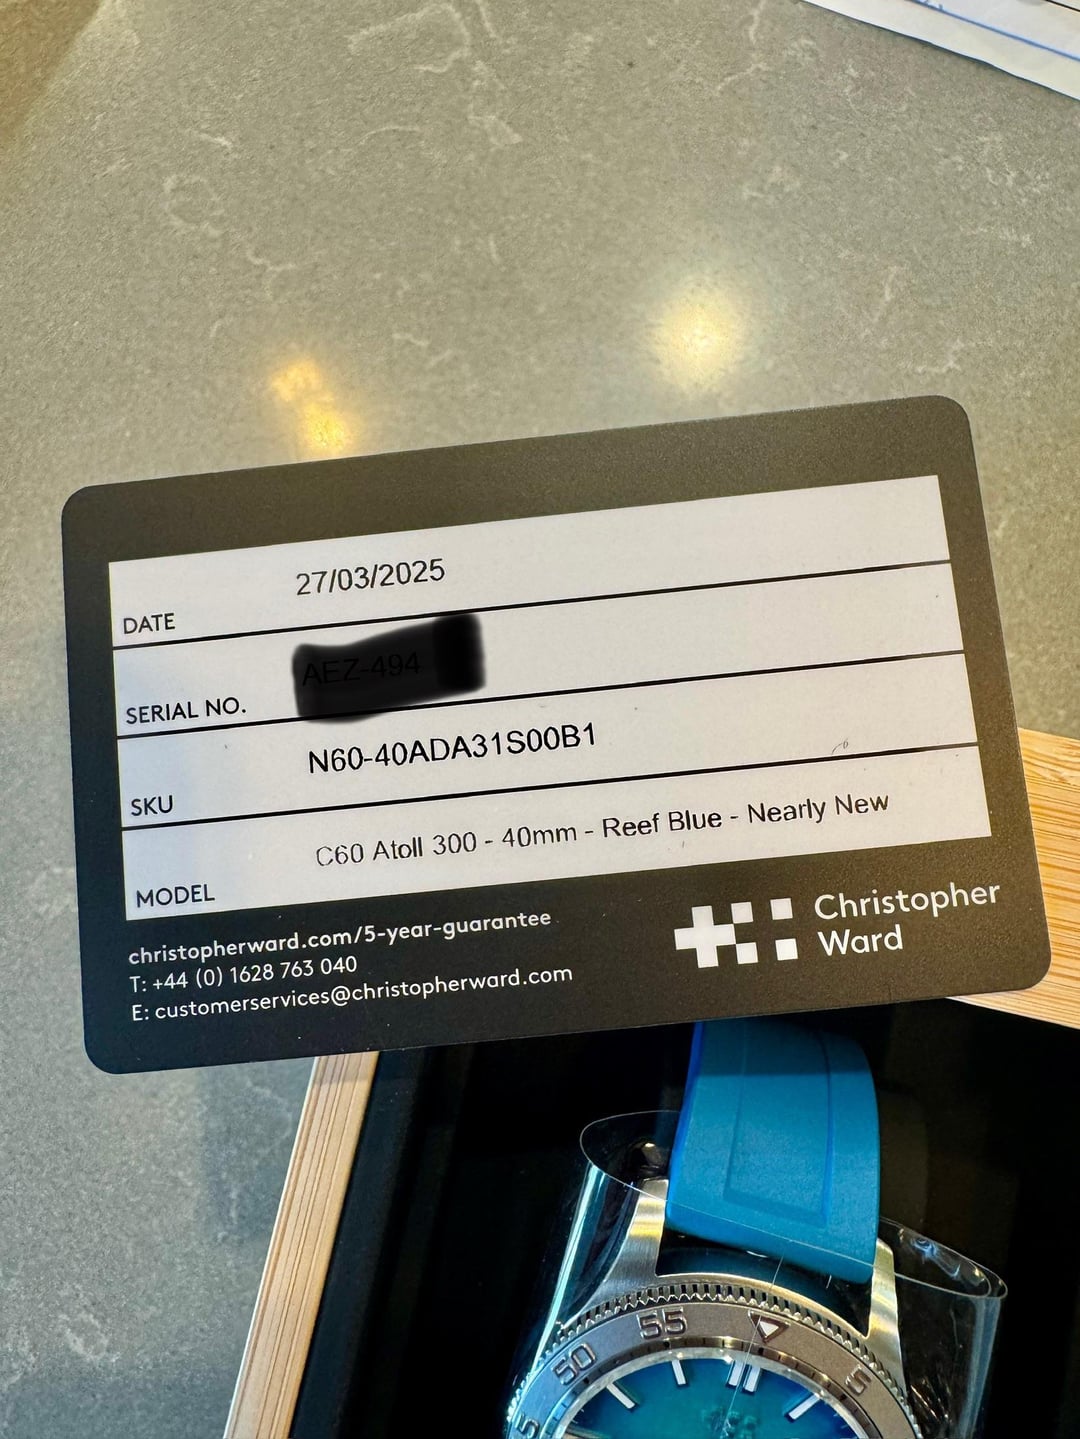 27/03/2025
DATE
SERIAL NO.
N60-40ADA31S00B1
SKU
C60 Atoll 300 - 40mm - Reef Blue - Nearly New
MODEL
christopherward.com/5-year-guarantee
T: +44 (0) 1628 763 040
E: customerservices@christopherward.com
Christopher
Ward
55
50
5